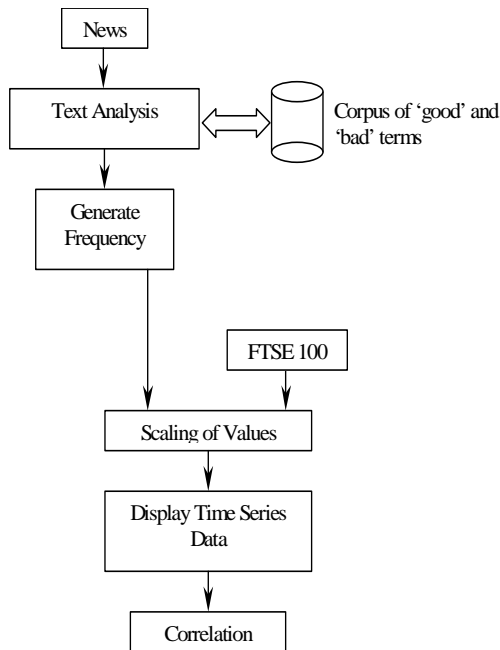 News
Text Analysis
Corpus of ‘good’ and
‘bad’ terms
Generate
Frequency
FTSE 100
Scaling of Values
Display Time Series
Data
Correlation